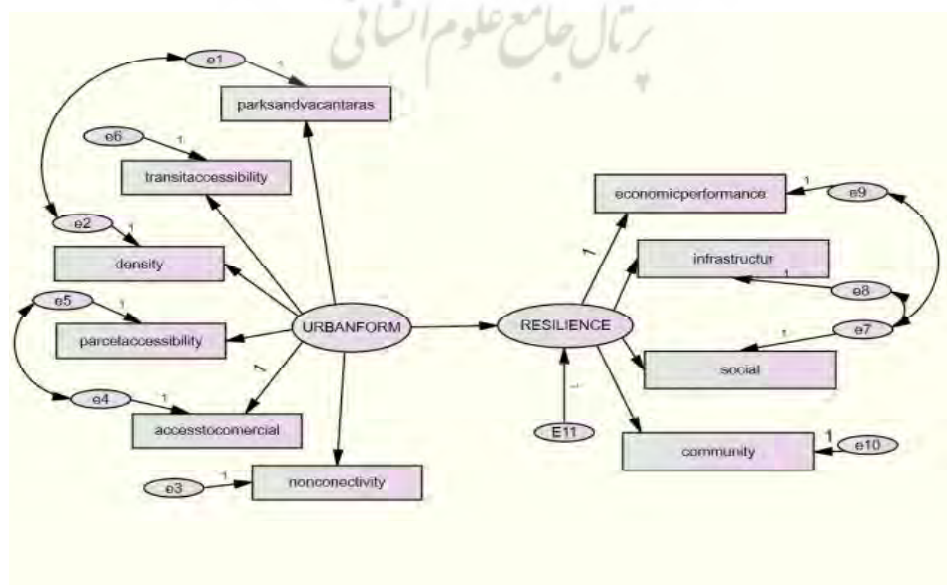 پرتال جامع علوم انسانی
e1
1
parksandvacantaras
e6
1
transitaccessibility
e2
1
density
e5
1
parcelaccessibility
e4
1
accesstocomercial
1
e3
1
nonconectivity
URBANFORM
RESILIENCE
1
economicperformance
1
e9
infrastructur
1
e8
e7
1
social
1
E11
community
1
e10